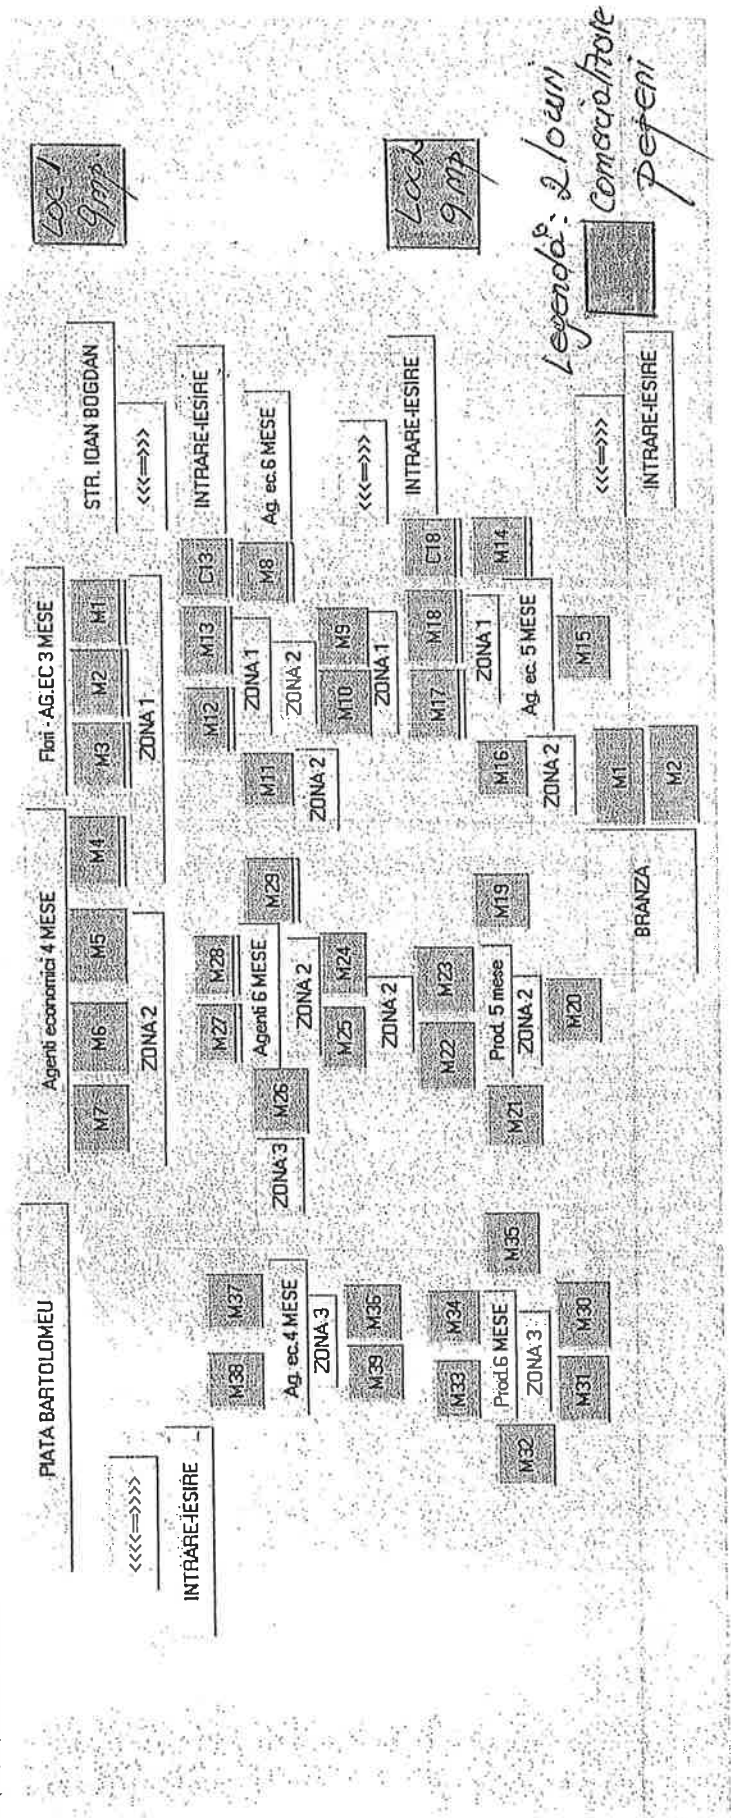 PIATA BARTOLOMEU
Agenti economici 4 MESE
Flori - AG.EC 3 MESE
STR. IOAN BOGDAN
LOC 1
9 mp
M7
M6
M5
M4
M3
M2
M1
<<<<=>>>>
ZONA 2
ZONA 1
<<<=>>>
INTRARE-IESIRE
M38
M37
M27
M28
M12
M13
C13
INTRARE-IESIRE
Ag. ec.4 MESE
ZONA 3
ZONA 3
M26
Agenti 6 MESE
M29
M11
ZONA 1
M8
Ag. ec.6 MESE
ZONA 2
ZONA 2
ZONA 2
M39
M36
M25
M24
M10
M9
<<<=>>>
ZONA 2
ZONA 1
LOC 2
9 mp
M33
M34
M22
M23
M17
M18
C18
INTRARE-IESIRE
M32
Prod.6 MESE
M35
M21
Prod. 5 mese
M19
M16
ZONA 1
M14
ZONA 3
ZONA 2
ZONA 2
Ag. ec. 5 MESE
M31
M30
M20
M15
<<<=>>>
BRANZA
M1
M2
INTRARE-IESIRE
Legendă: 2 locuri
Comercializare
pepeni